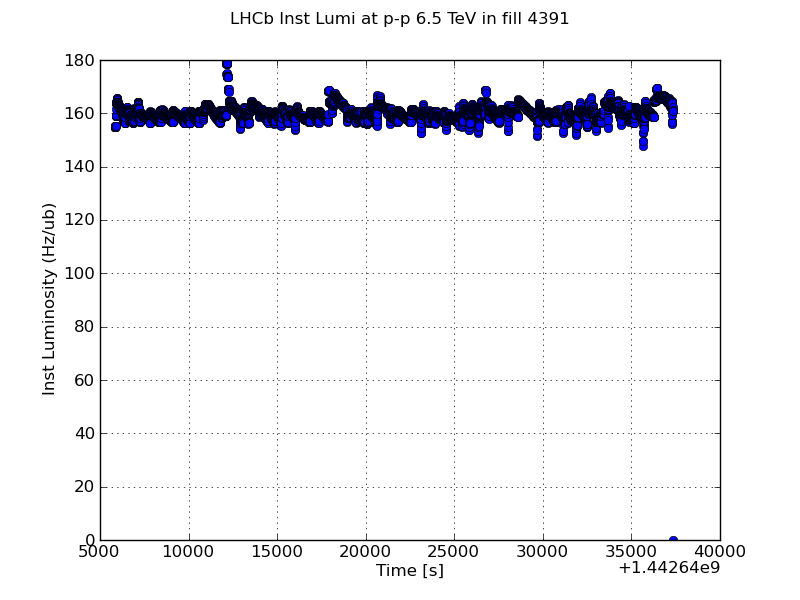 LHCb Inst Lumi at p-p 6.5 TeV in fill 4391
180
160
140
120
100
80
60
40
20
0
Inst Luminosity (Hz/ub)
5000 10000 15000 20000 25000 30000 35000 40000
Time [s]
+1.44264e9